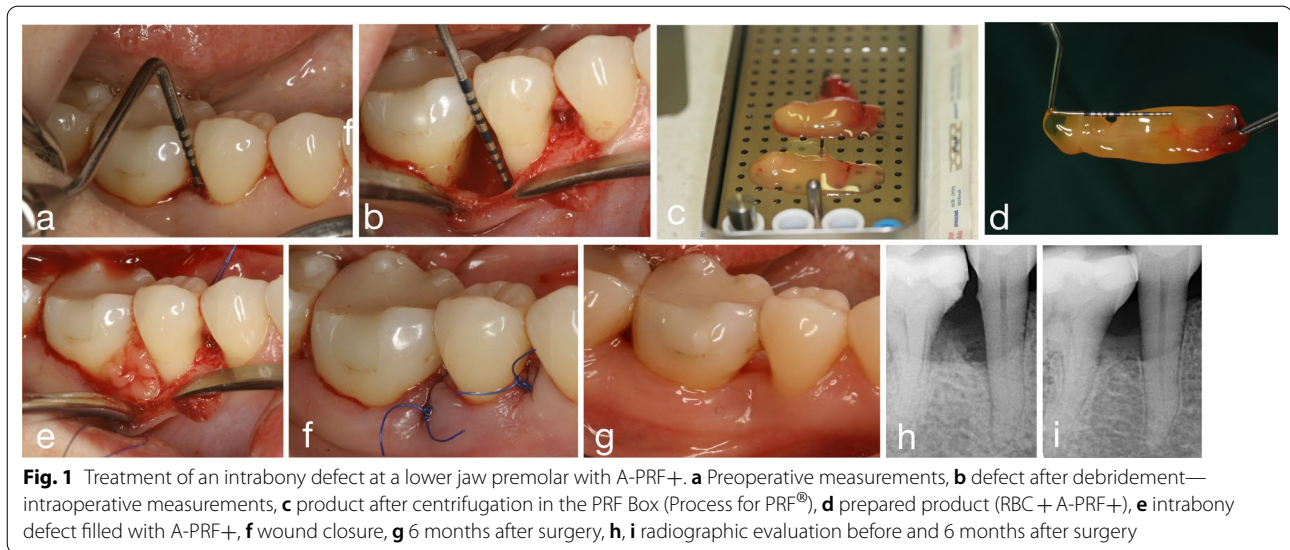 a
b
c
d
e
f
g
h
i
Fig. 1 Treatment of an intrabony defect at a lower jaw premolar with A-PRF+. a Preoperative measurements, b defect after debridement—
intraoperative measurements, c product after centrifugation in the PRF Box (Process for PRF®), d prepared product (RBC + A-PRF+), e intrabony
defect filled with A-PRF+, f wound closure, g 6 months after surgery, h, i radiographic evaluation before and 6 months after surgery